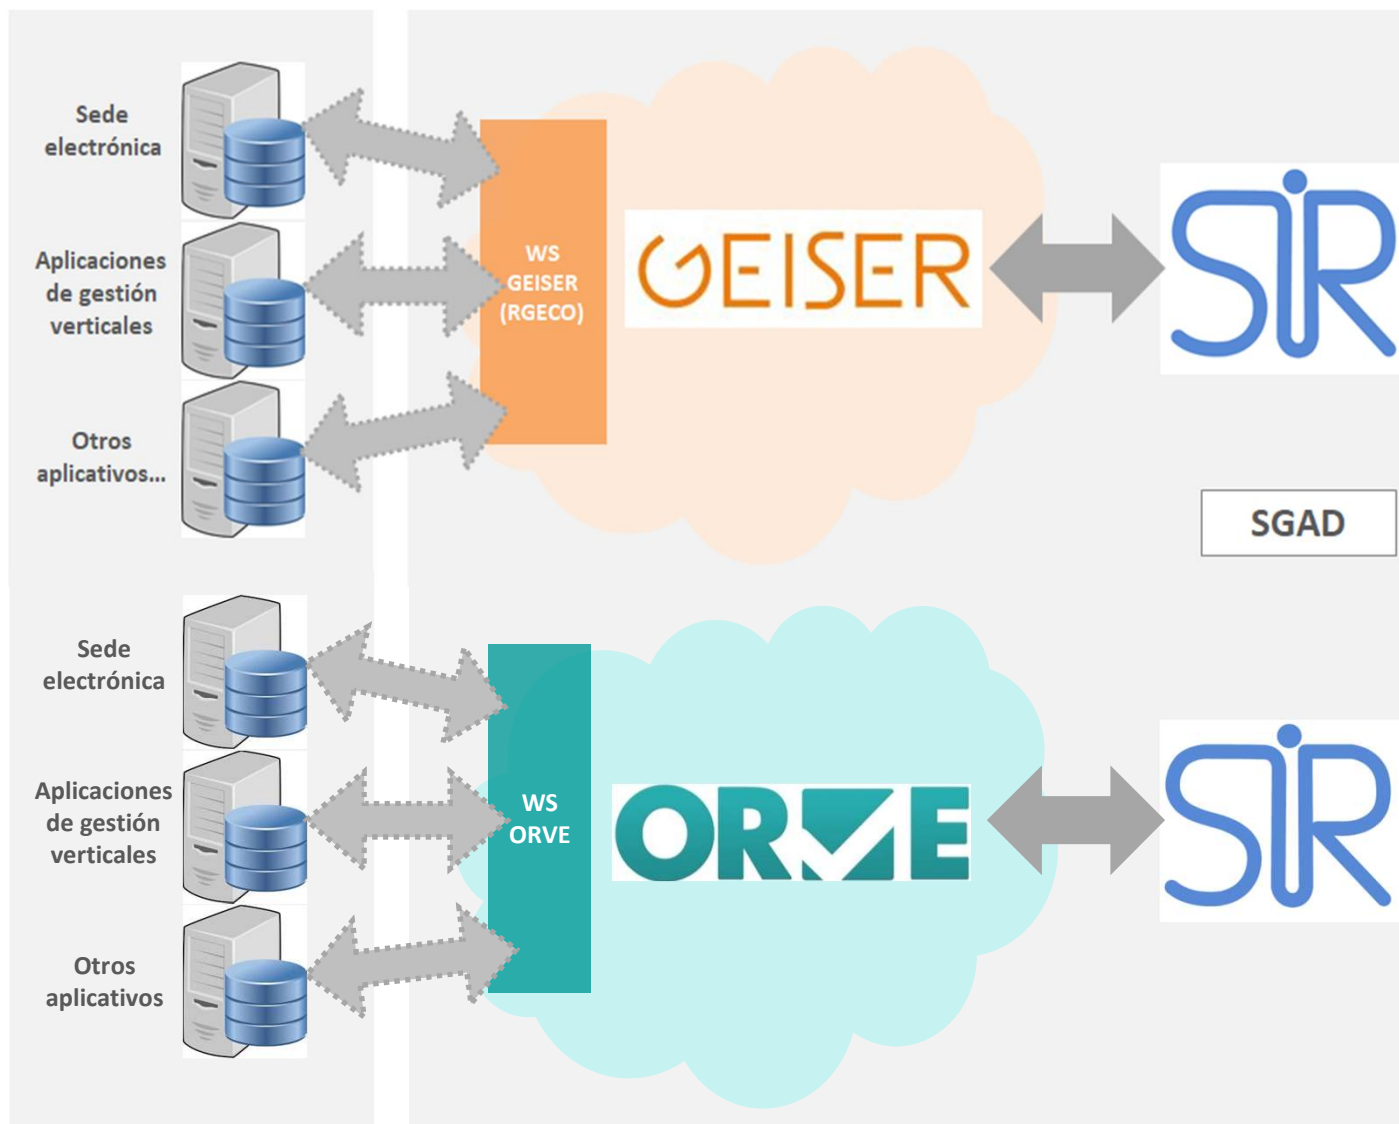 Sede
electrónica
Aplicaciones
de gestión
verticales
Otros
aplicativos...
WS
GEISER
(RGECO)
GEISER
SIR
SGAD
Sede
electrónica
Aplicaciones
de gestión
verticales
Otros
aplicativos
WS
ORVE
ORVE
SIR